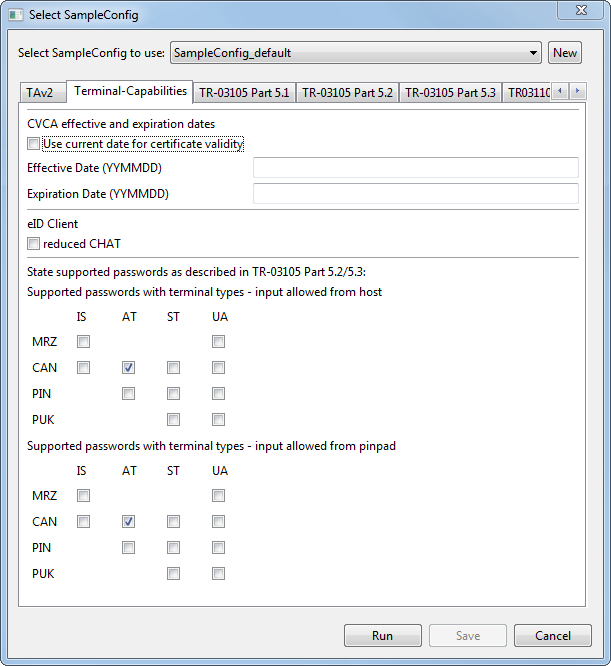 Select SampleConfig
Select SampleConfig to use: SampleConfig_default New
TAv2 Terminal-Capabilities TR-03105 Part 5.1 TR-03105 Part 5.2 TR-03105 Part 5.3 TR03110
CVCA effective and expiration dates
Use current date for certificate validity
Effective Date (YYMMDD)
Expiration Date (YYMMDD)
eID Client
reduced CHAT
State supported passwords as described in TR-03105 Part 5.2/5.3:
Supported passwords with terminal types - input allowed from host
IS AT ST UA
MRZ
CAN
PIN
PUK
Supported passwords with terminal types - input allowed from pinpad
IS AT ST UA
MRZ
CAN
PIN
PUK
Run Save Cancel